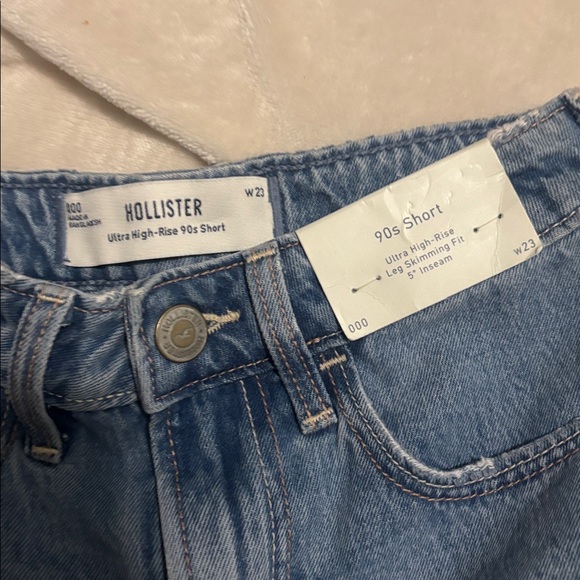 000
MADE IN
BANGLADESH
HOLLISTER
W23
Ultra High-Rise 90s Short
90s Short
Ultra High-Rise
Leg Skimming Fit
5" Inseam
000
W23
HOLLISTER